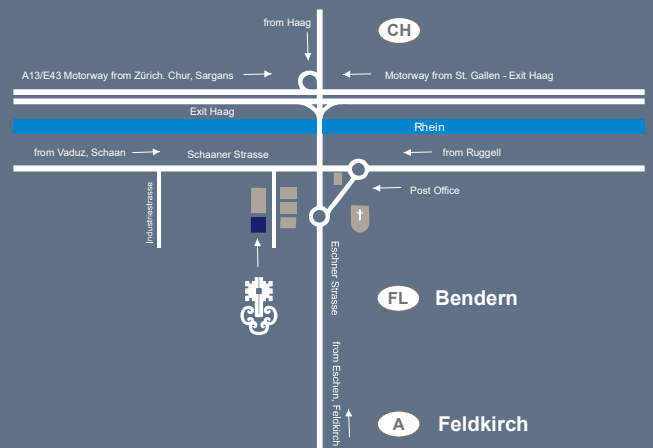 from Haag
CH
A13/E43 Motorway from Zürich. Chur, Sargans
Motorway from St. Gallen - Exit Haag
Exit Haag
Rhein
from Vaduz, Schaan
Schaaner Strasse
from Ruggell
Post Office
Industriestrasse
Eschner Strasse
FL
Bendern
from Eschen, Feldkirch
A
Feldkirch